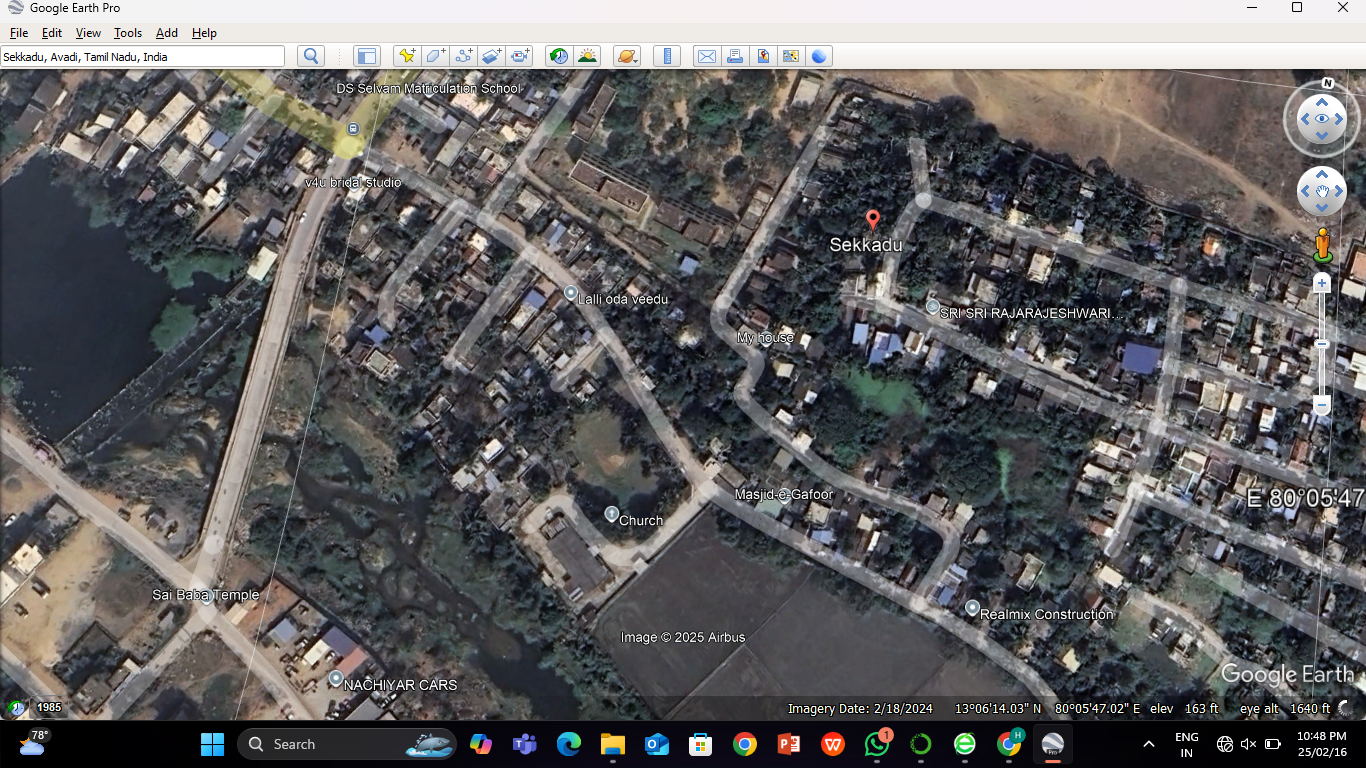 Google Earth Pro
File Edit View Tools Add Help
Sekkadu, Avadi, Tamil Nadu, India
N
DS Selvam Matriculation School
v4u bridal studio
Sekkadu
Lalli oda veedu
SRI SRI RAJARAJESHWARI...
My house
Masjid-e-Gafoor
E 80°05'47
Church
Sai Baba Temple
Realmix Construction
Image © 2025 Airbus
NACHIYAR CARS
Google Earth
1985
Imagery Date: 2/18/2024 13°06'14.03" N 80°05'47.02" E elev 163 ft eye alt 1640 ft
78°
Search
1
H
Pro
ENG
IN
10:48 PM
25/02/16